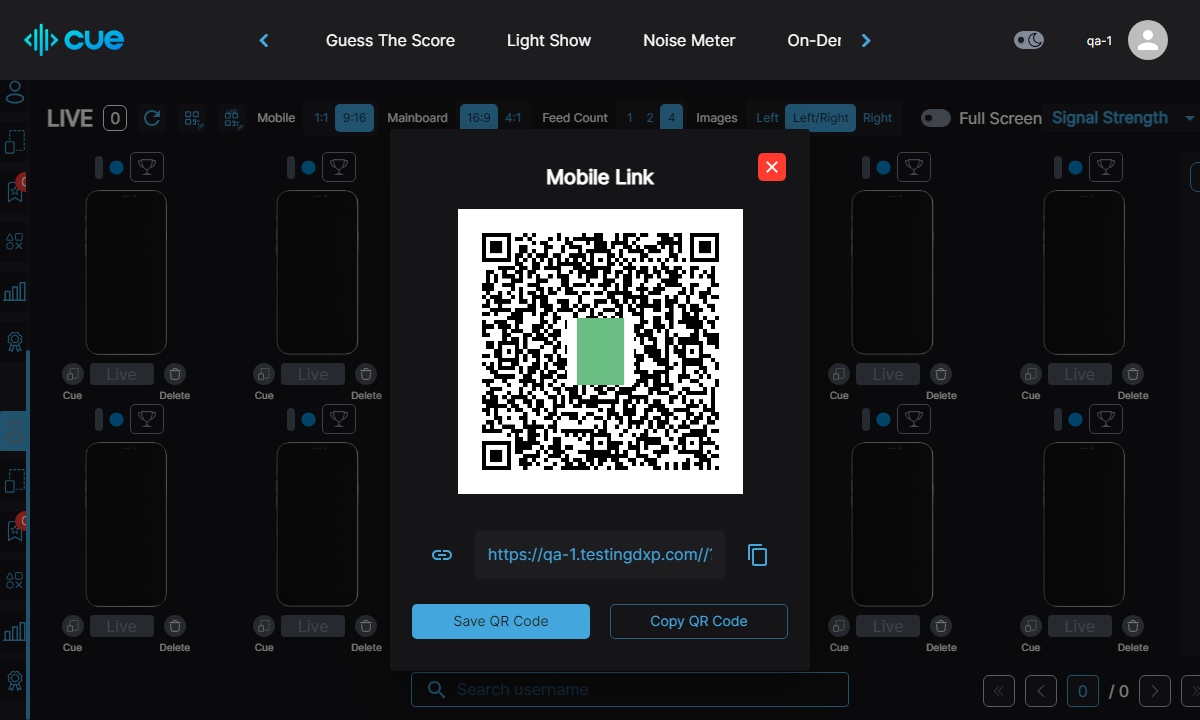 cue
Guess The Score
Light Show
Noise Meter
On-Der
qa-1
LIVE 0
Mobile 1:1 9:16 Mainboard 16:9 4:1 Feed Count 1 2 4 Images Left Left/Right Right Full Screen Signal Strength
Mobile Link
Live Live Live Live
Cue Delete Cue Delete Cue Delete Cue Delete
https://qa-1.testingdxp.com//
Save QR Code Copy QR Code
Live Live Live Live
Cue Delete Cue Delete Cue Delete Cue Delete
Search username
0 / 0